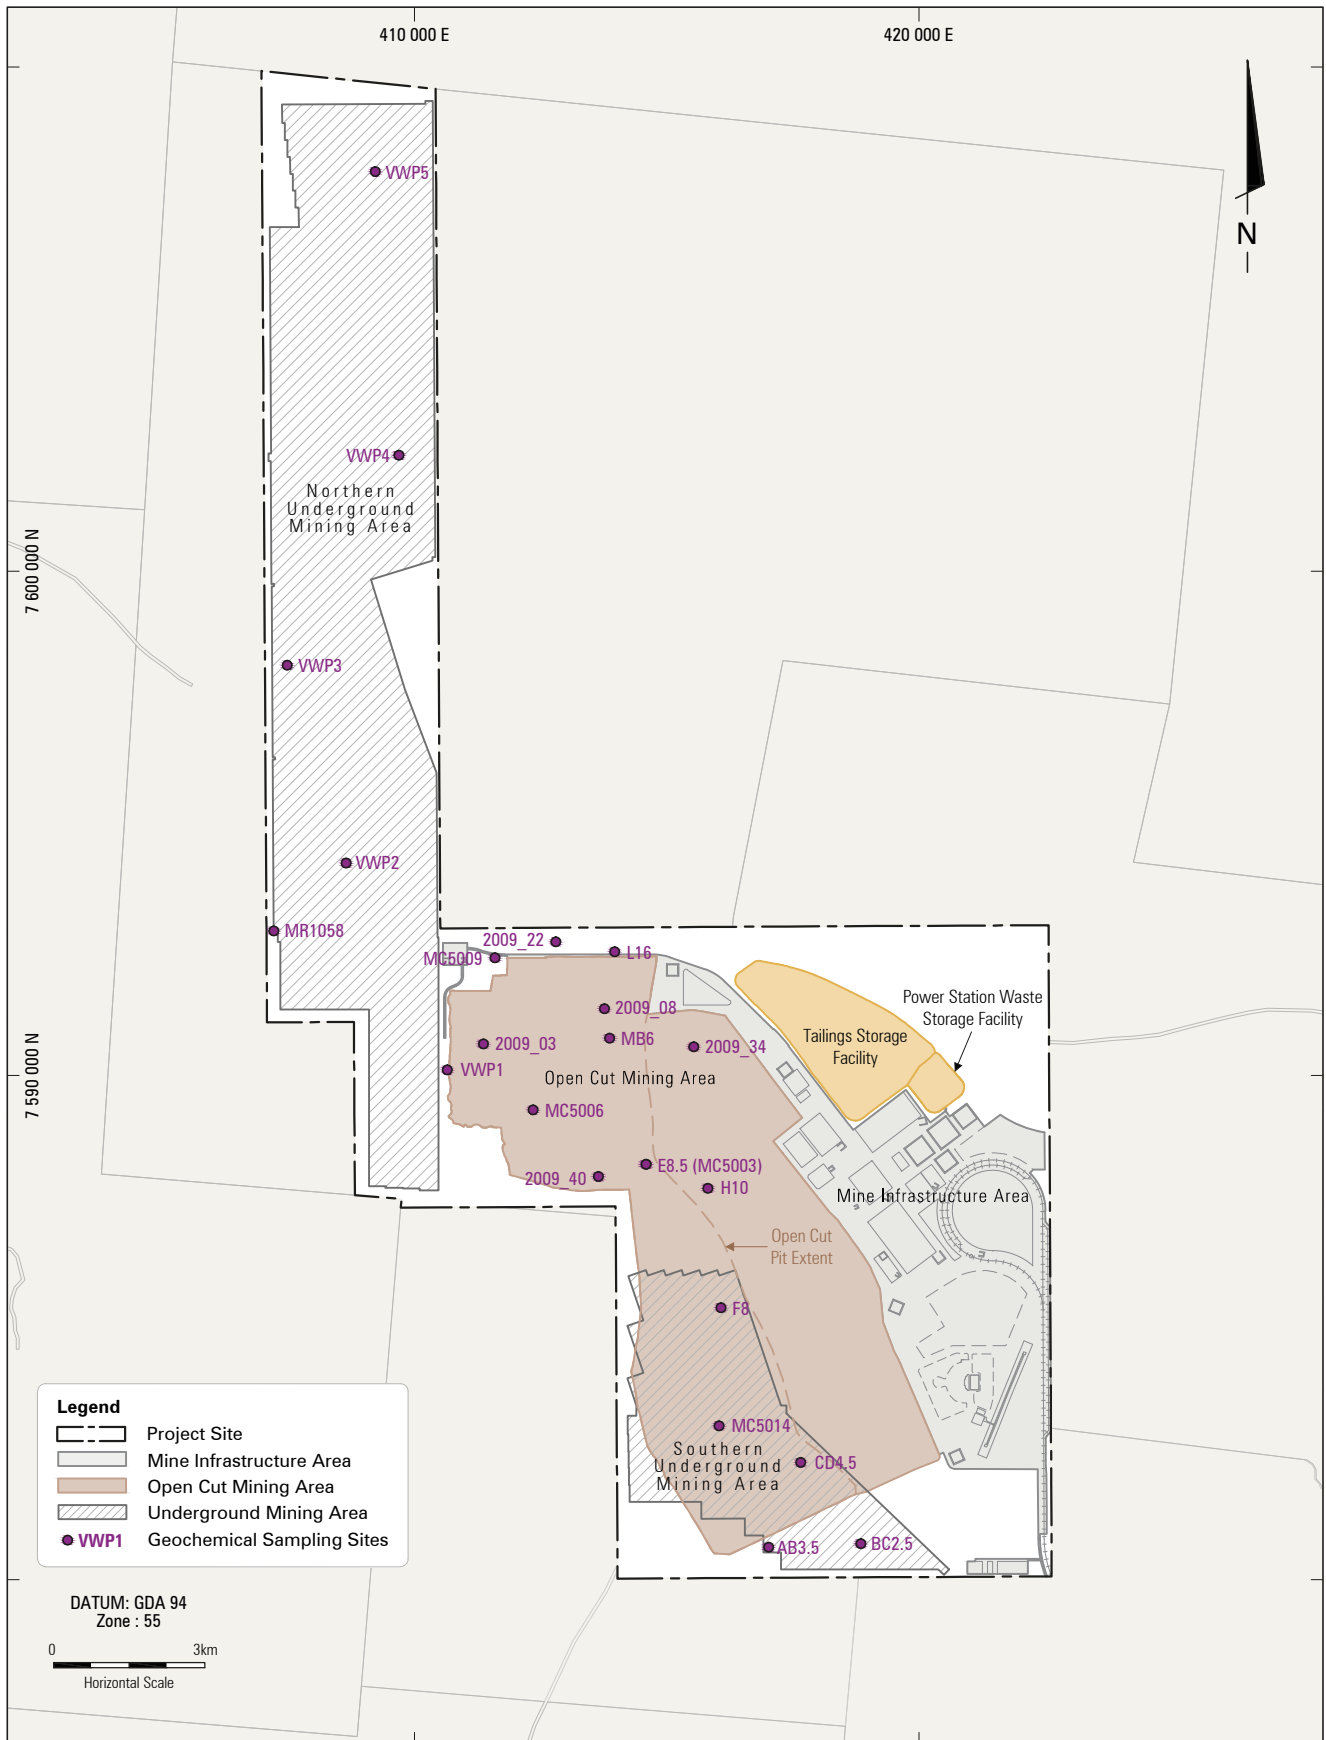 410 000 E
420 000 E
N
VWP5
VWP4
Northern
Underground
Mining Area
7 600 000 N
VWP3
VWP2
MR1058
2009_22
L16
MC5009
2009_08
Power Station Waste
Storage Facility
Tailings Storage
Facility
MB6
2009_03
2009_34
VWP1
Open Cut Mining Area
7 590 000 N
MC5006
E8.5 (MC5003)
2009_40
H10
Mine Infrastructure Area
Open Cut
Pit Extent
F8
MC5014
Southern
Underground
Mining Area
CD4.5
AB3.5
BC2.5
Legend
Project Site
Mine Infrastructure Area
Open Cut Mining Area
Underground Mining Area
VWP1 Geochemical Sampling Sites
DATUM: GDA 94
Zone : 55
0 3km
Horizontal Scale